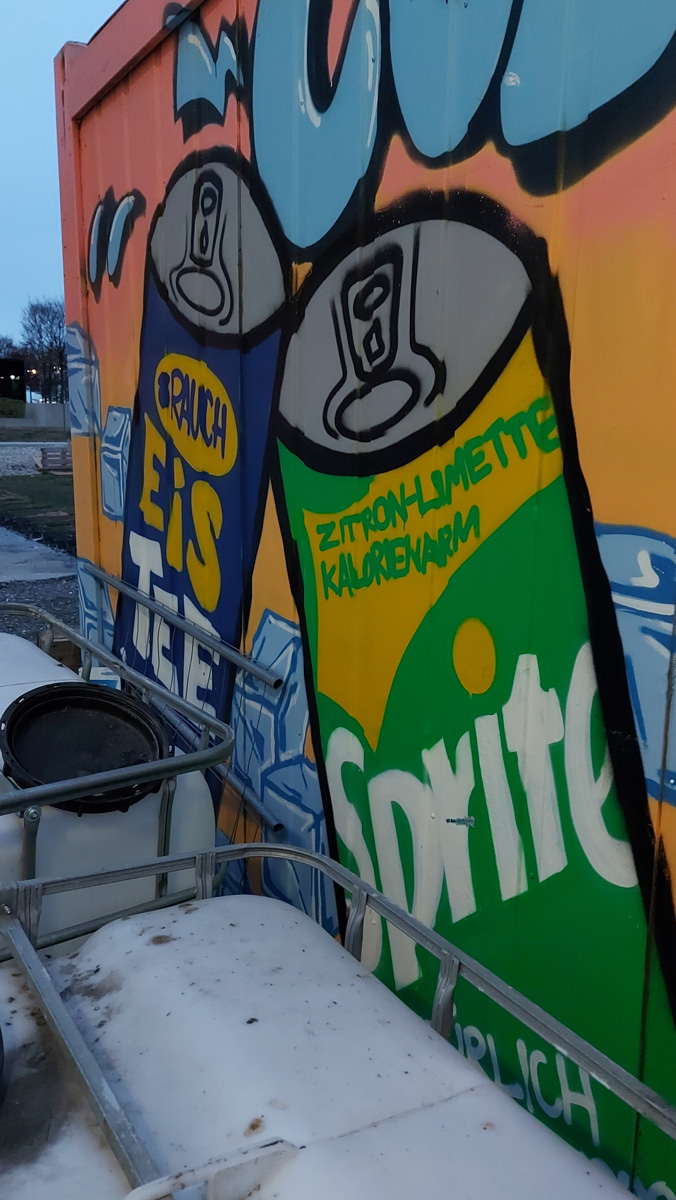 RAUCH
EIS
TEE
ZITRON-LIMETTE
KALORIENARM
Sprite